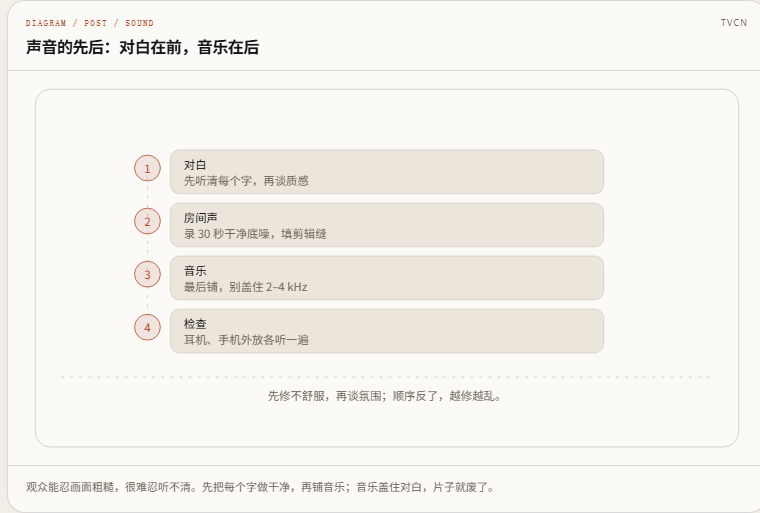 DIAGRAM / POST / SOUND
TVCN
声音的先后：对白在前，音乐在后
1
对白
先听清每个字，再谈质感
2
房间声
录 30 秒干净底噪，填剪辑缝
3
音乐
最后铺，别盖住 2–4 kHz
4
检查
耳机、手机外放各听一遍
先修不舒服，再谈氛围；顺序反了，越修越乱。
观众能忍画面粗糙，很难忍听不清。先把每个字做干净，再铺音乐；音乐盖住对白，片子就废了。